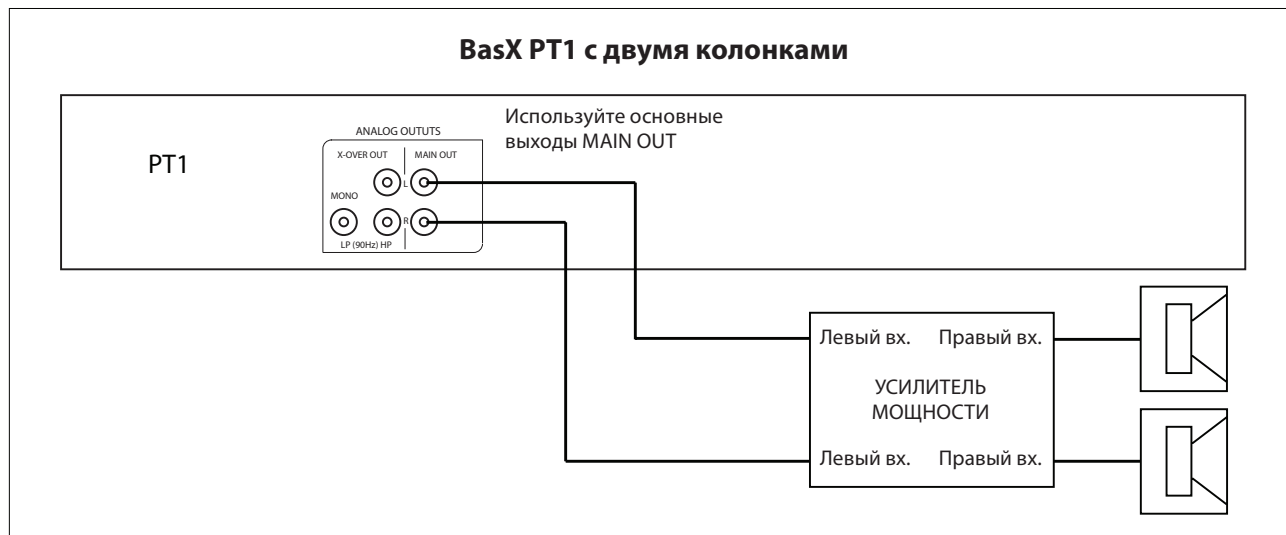 BasX PT1 с двумя колонками
Используйте основные
выходы MAIN OUT
ANALOG OUTUTS
X-OVER OUT MAIN OUT
PT1
L
MONO
R
LP (90Hz) HP
Левый вх. Правый вх.
УСИЛИТЕЛЬ
МОЩНОСТИ
Левый вх. Правый вх.